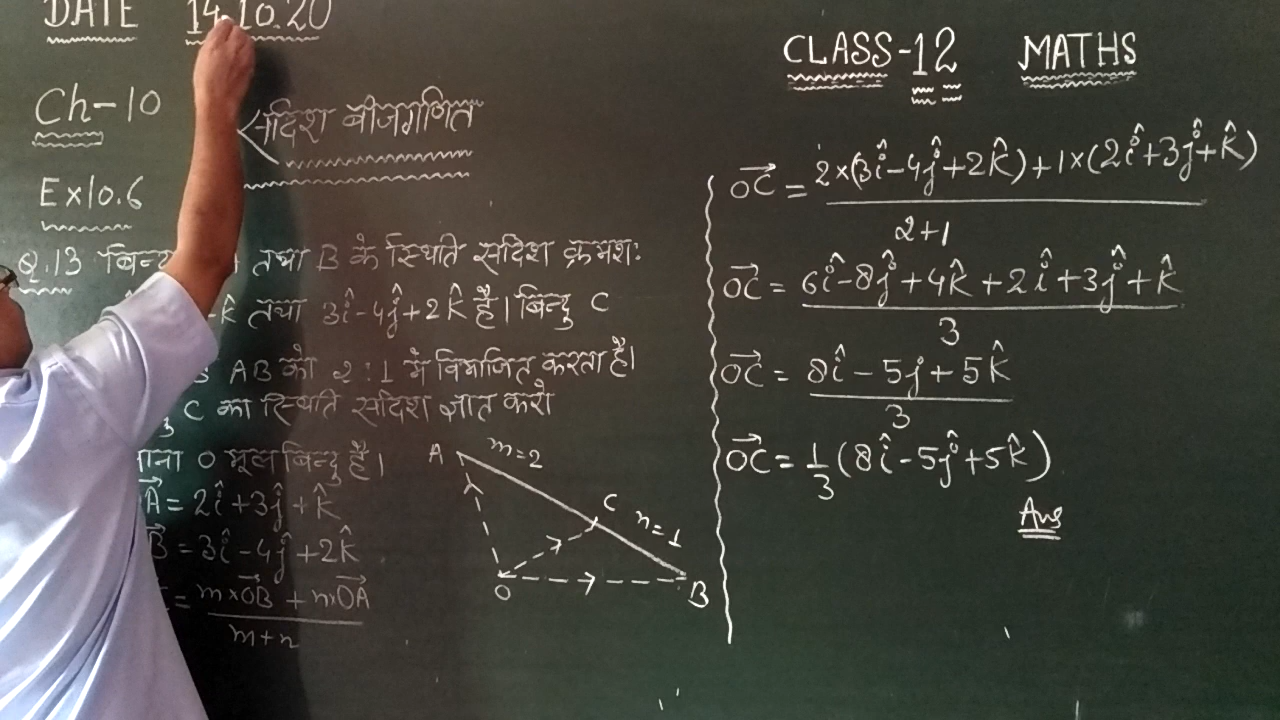 DATE 14.10.20
Ch-10 सदिश बीजगणित
Ex10.6
Q.13 तथा B के स्थिति सदिश क्रमशः
-k̂ तथा 3î-4ĵ+2k̂ है। बिन्दु C
AB को 2:1 में विभाजित करता है।
C का स्थिति सदिश ज्ञात करो
माना O मूल बिन्दु है।
A = 2î+3ĵ+k̂
B = 3î-4ĵ+2k̂
= m×OB + n×OA
m+n
A m=2
C n=1
O B
CLASS-12 MATHS
OC = 2×(3î-4ĵ+2k̂)+1×(2î+3ĵ+k̂)
2+1
OC = 6î-8ĵ+4k̂+2î+3ĵ+k̂
3
OC = 8î-5j+5k̂
3
OC = 1/3 (8î-5ĵ+5k̂)
Ans